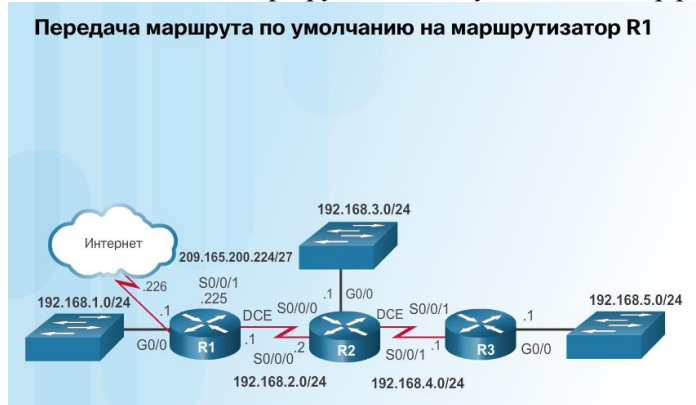 Передача маршрута по умолчанию на маршрутизатор R1
192.168.3.0/24
Интернет
209.165.200.224/27
.226
S0/0/1
.225
.1
G0/0
192.168.1.0/24
.1
DCE
S0/0/0
DCE
S0/0/1
.1
192.168.5.0/24
G0/0
R1
.1
S0/0/0
.2
R2
S0/0/1
.1
R3
G0/0
192.168.2.0/24
192.168.4.0/24